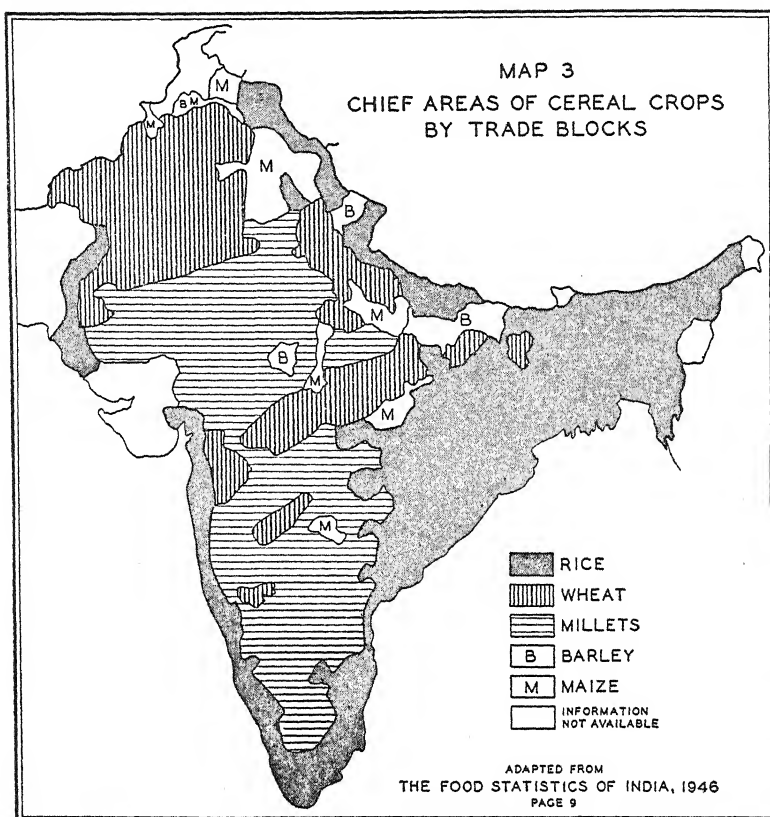 MAP 3
CHIEF AREAS OF CEREAL CROPS
BY TRADE BLOCKS
M
B M
M
M
B
M
B
B
M
M
M
RICE
WHEAT
MILLETS
B BARLEY
M MAIZE
INFORMATION
NOT AVAILABLE
ADAPTED FROM
THE FOOD STATISTICS OF INDIA, 1946
PAGE 9